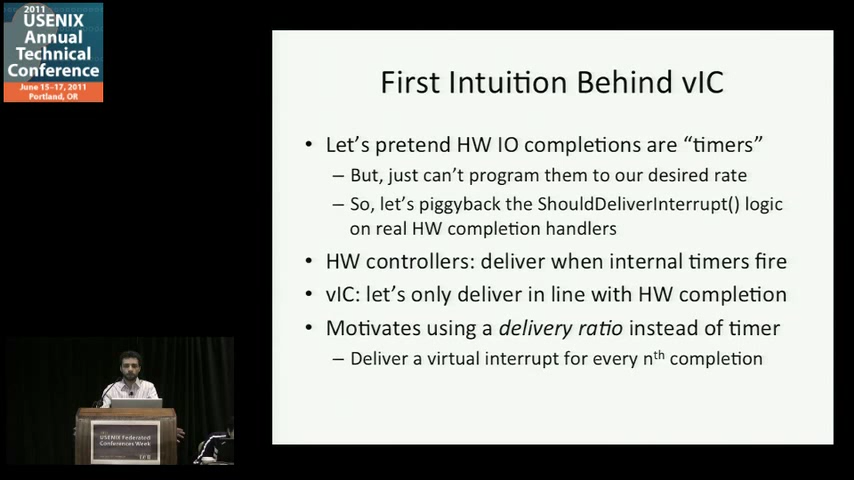 2011
USENIX
Annual
Technical
Conference
June 15–17, 2011
Portland, OR
First Intuition Behind vIC
• Let's pretend HW IO completions are “timers”
– But, just can't program them to our desired rate
– So, let's piggyback the ShouldDeliverInterrupt() logic
on real HW completion handlers
• HW controllers: deliver when internal timers fire
• vIC: let's only deliver in line with HW completion
• Motivates using a delivery ratio instead of timer
– Deliver a virtual interrupt for every nth completion
USENIX Federated
Conferences Week